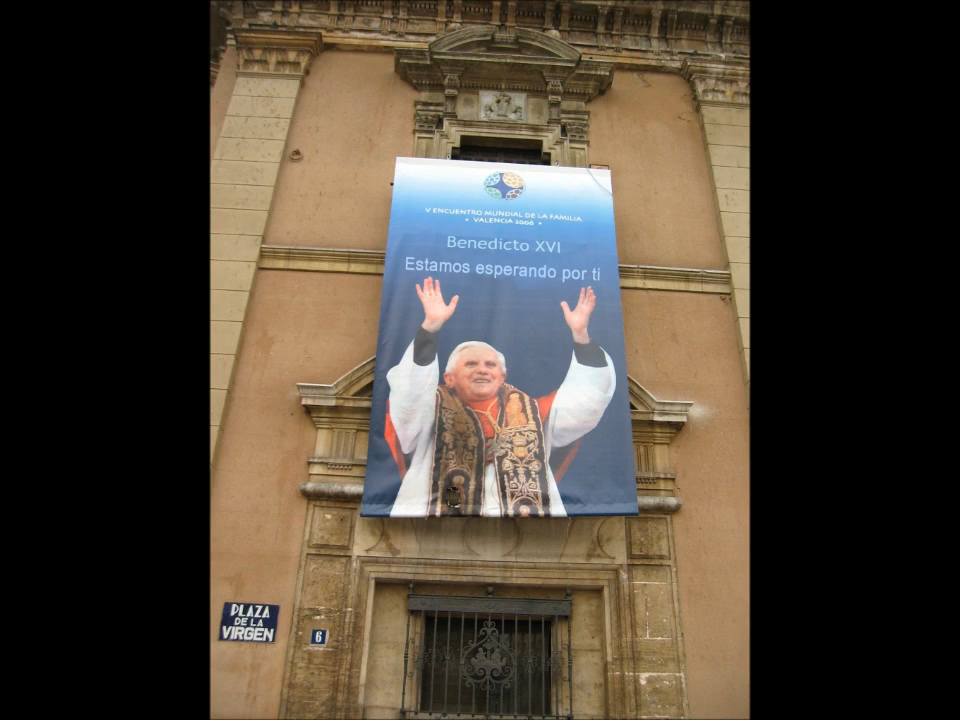 V ENCUENTRO MUNDIAL DE LA FAMILIA
• VALENCIA 2006 •
Benedicto XVI
Estamos esperando por ti
PLAZA
DE LA
VIRGEN
6